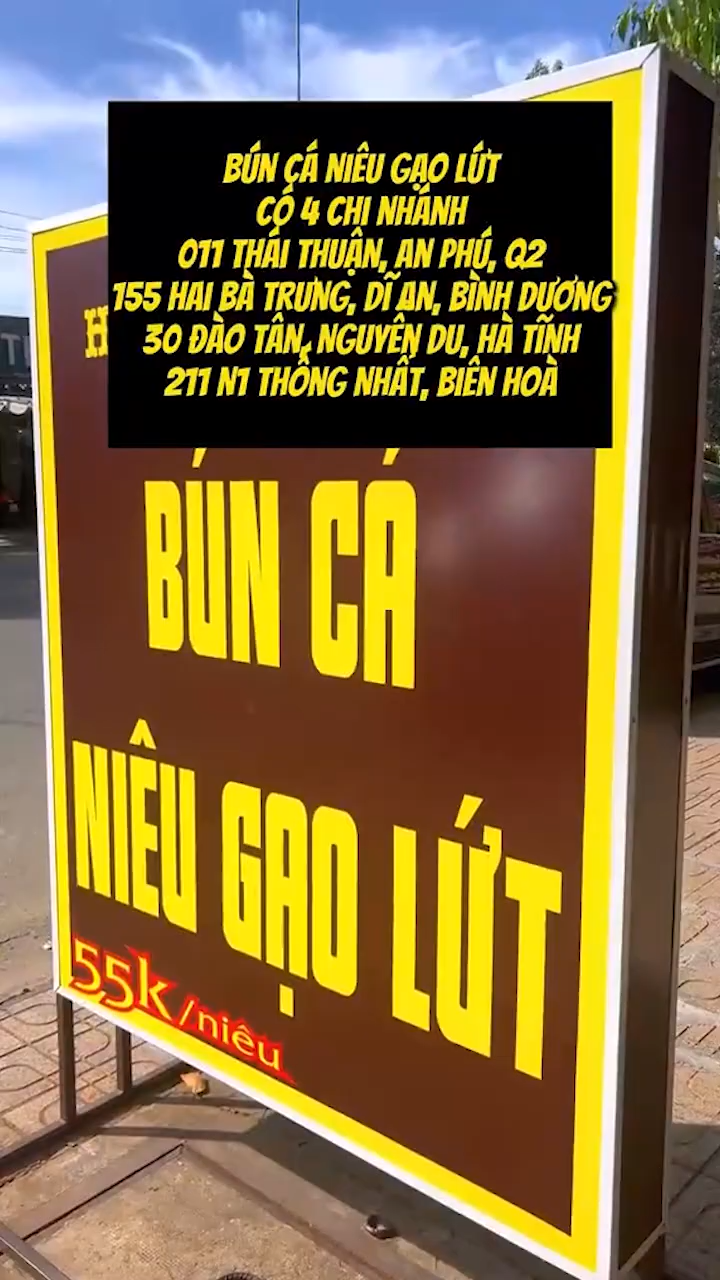 BÚN CÁ NIÊU GẠO LỨT
CÓ 4 CHI NHÁNH
011 THÁI THUẬN, AN PHÚ, Q2
155 HAI BÀ TRƯNG, DĨ AN, BÌNH DƯƠNG
30 ĐÀO TẤN, NGUYỄN DU, HÀ TĨNH
211 N1 THỐNG NHẤT, BIÊN HOÀ
H
BÚN CÁ
NIÊU GẠO LỨT
55k/niêu